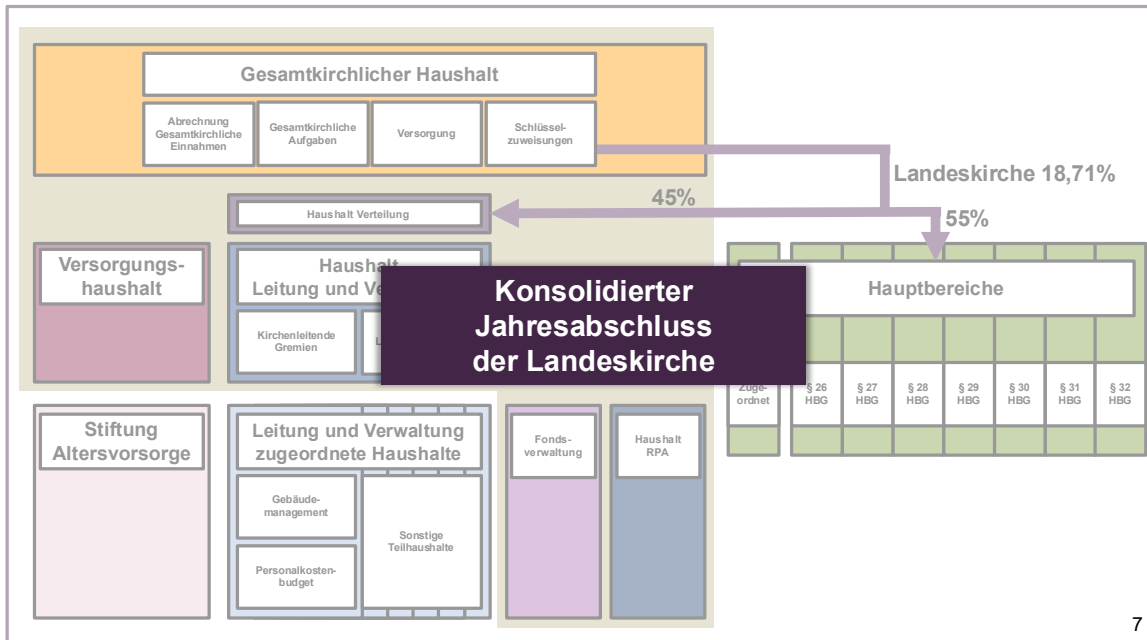 Gesamtkirchlicher Haushalt
Abrechnung
Gesamtkirchliche
Einnahmen
Gesamtkirchliche
Aufgaben
Versorgung
Schlüssel-
zuweisungen
Landeskirche 18,71%
45%
55%
Haushalt Verteilung
Versorgungs-
haushalt
Haushalt
Leitung und Ve
Kirchenleitende
Gremien
L
Konsolidierter
Jahresabschluss
der Landeskirche
Hauptbereiche
Zuge-
ordnet
§ 26
HBG
§ 27
HBG
§ 28
HBG
§ 29
HBG
§ 30
HBG
§ 31
HBG
§ 32
HBG
Stiftung
Altersvorsorge
Leitung und Verwaltung
zugeordnete Haushalte
Gebäude-
management
Personalkosten-
budget
Sonstige
Teilhaushalte
Fonds-
verwaltung
Haushalt
RPA
7